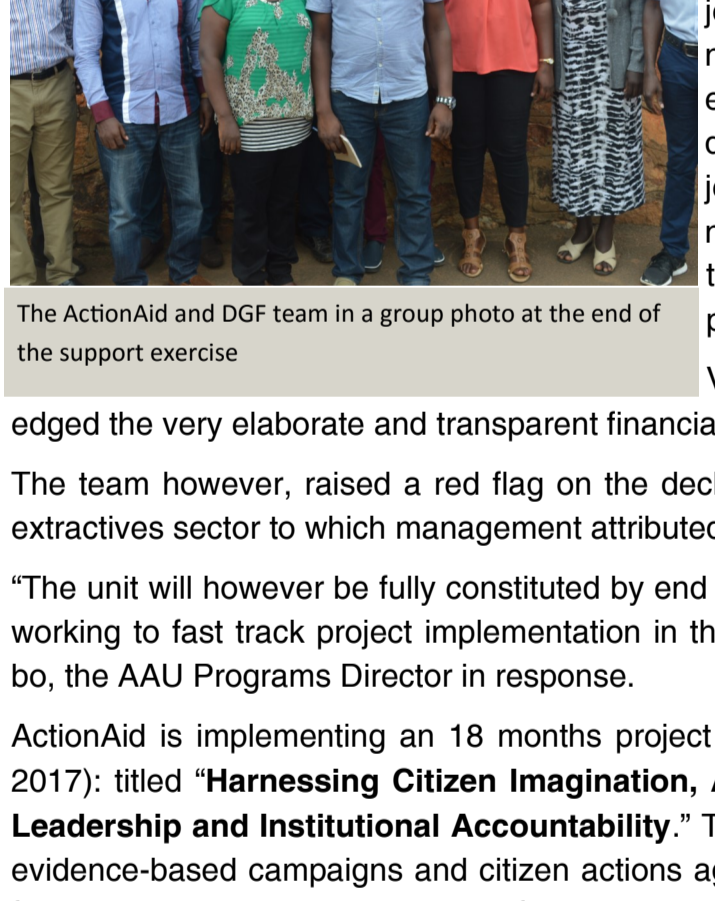 The ActionAid and DGF team in a group photo at the end of
the support exercise
edged the very elaborate and transparent
The team however, raised a red flag on the
extractives sector to which management attributed
“The unit will however be fully constituted by end
working to fast track project implementation in
bo, the AAU Programs Director in response.
ActionAid is implementing an 18 months project
2017): titled “Harnessing Citizen Imagination,
Leadership and Institutional Accountability.”
evidence-based campaigns and citizen actions